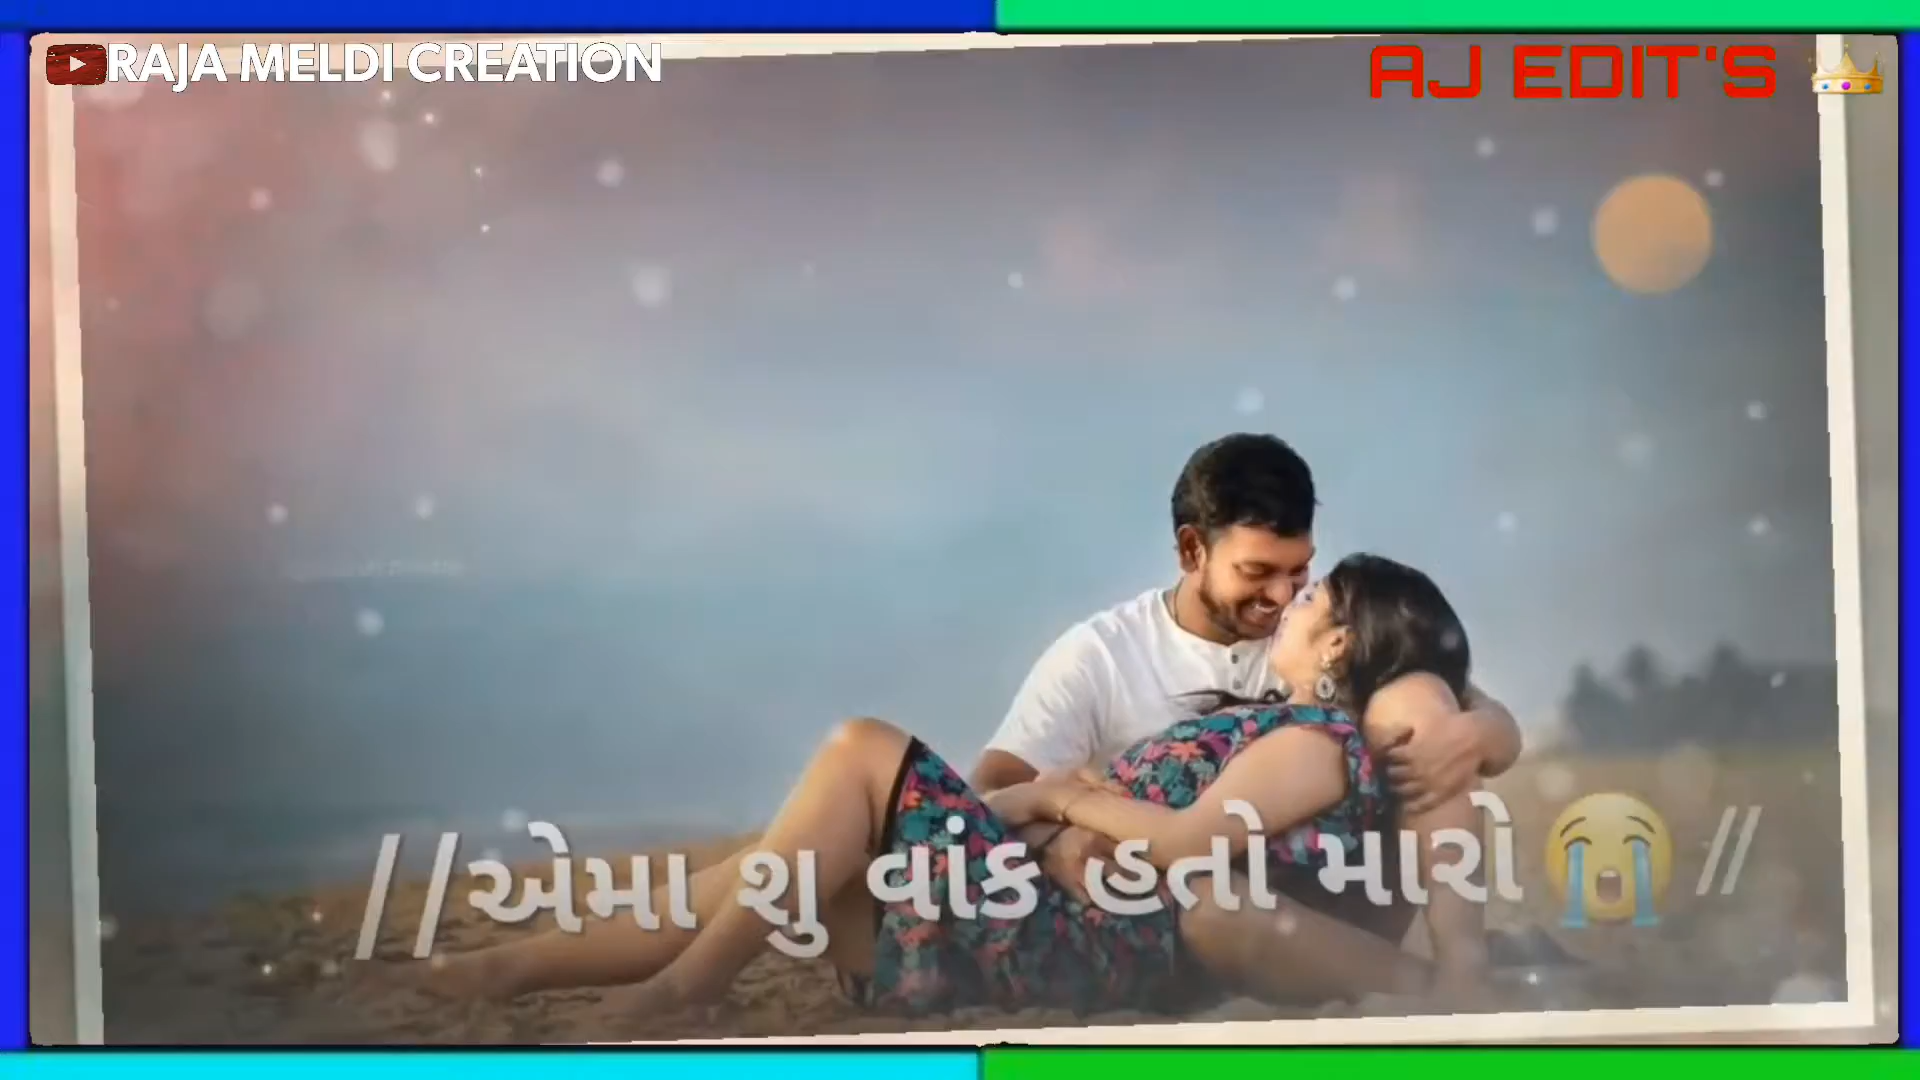 RAJA MELDI CREATION
AJ EDIT'S 👑
//એમા શુ વાંક હતો મારો😭//